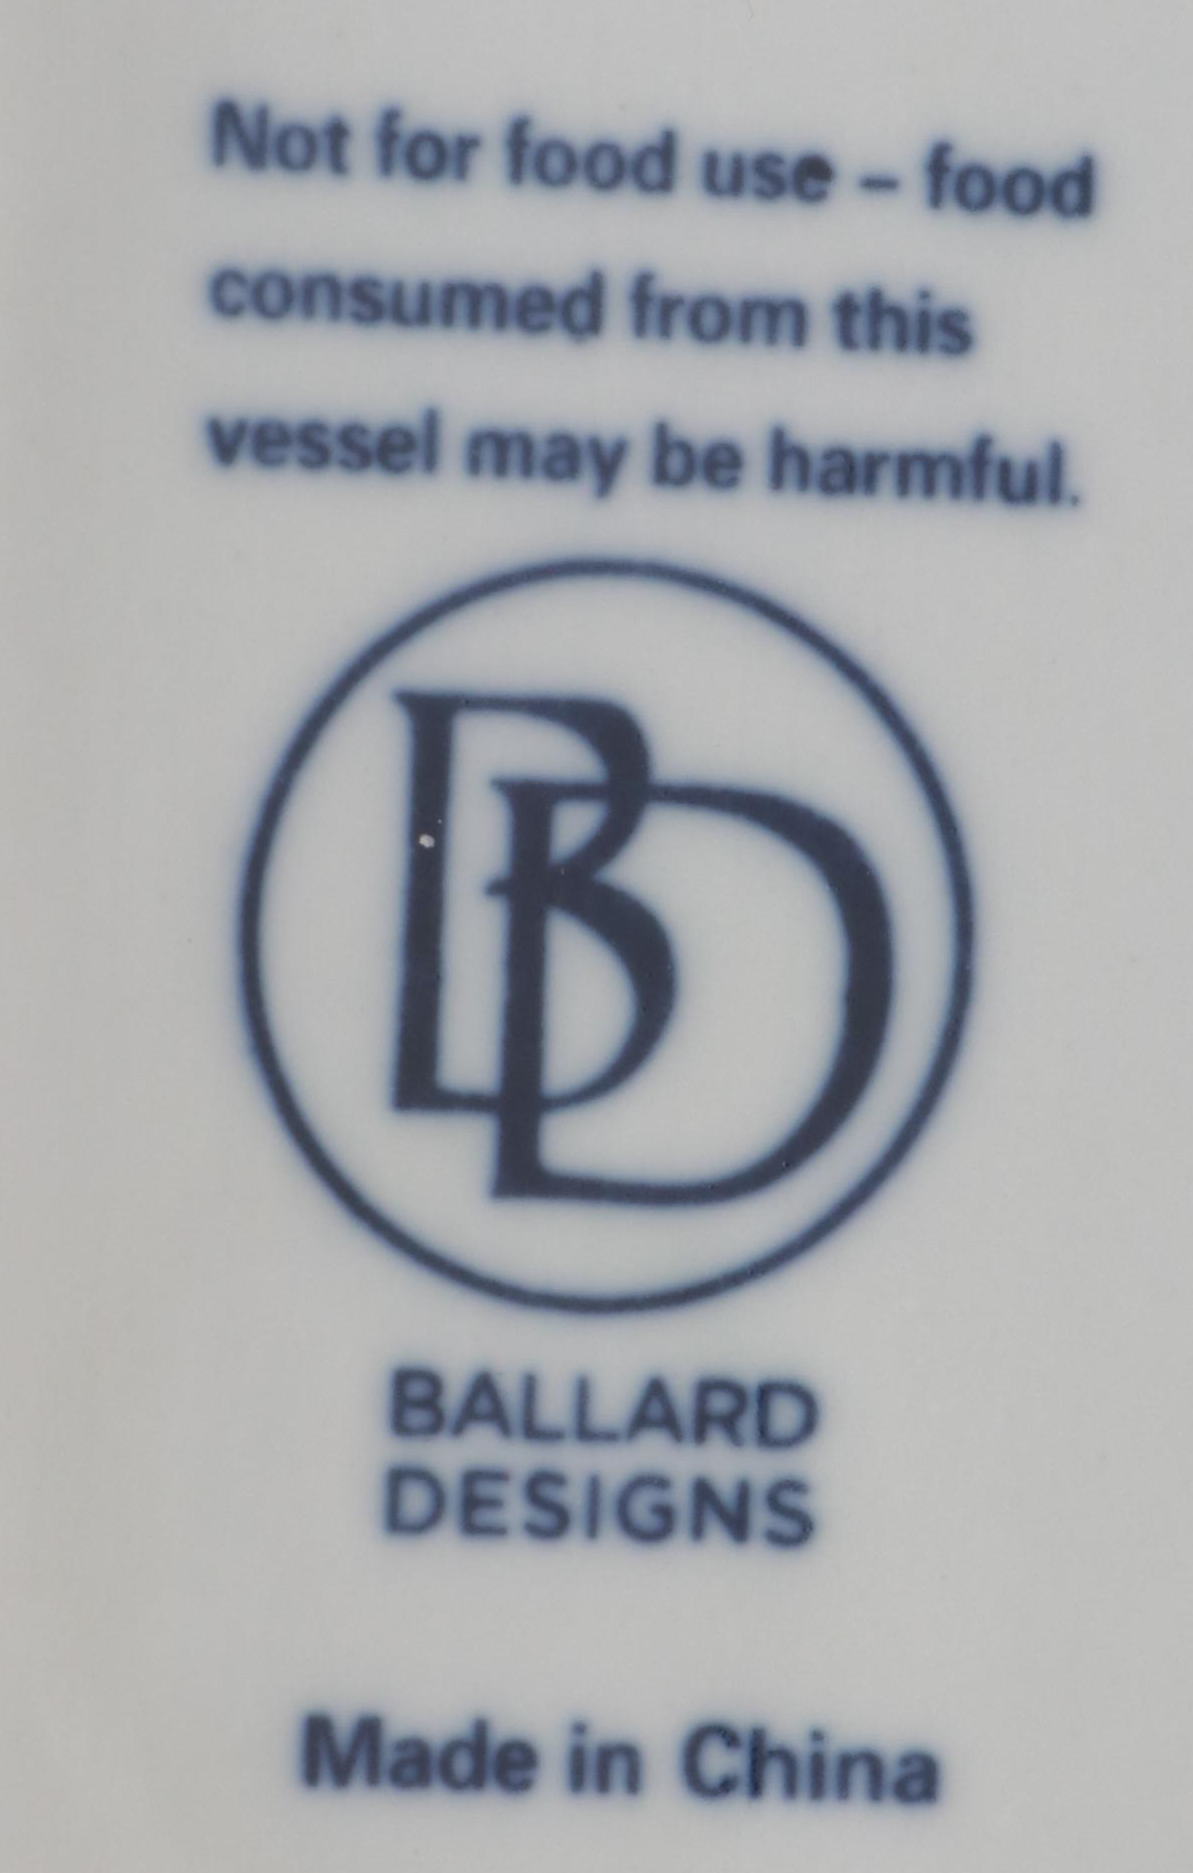 Not for food use – food
consumed from this
vessel may be harmful.
BD
BALLARD
DESIGNS
Made in China